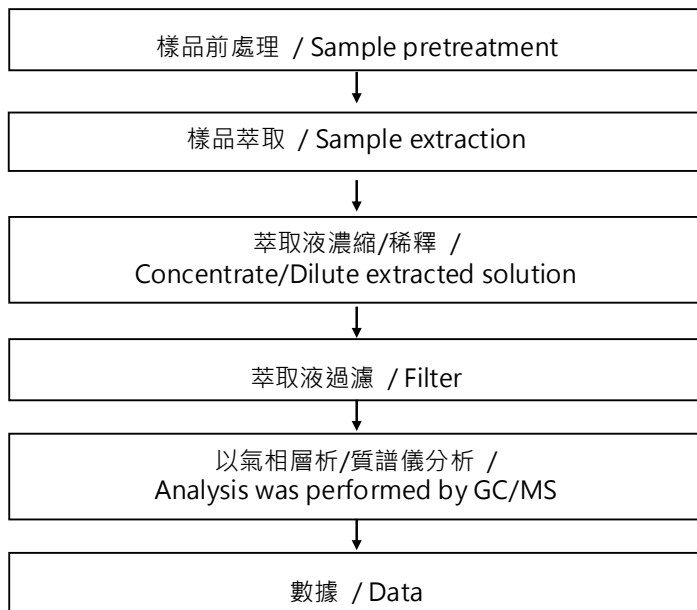 樣品前處理 / Sample pretreatment
樣品萃取 / Sample extraction
萃取液濃縮/稀釋 /
Concentrate/Dilute extracted solution
萃取液過濾 / Filter
以氣相層析/質譜儀分析 /
Analysis was performed by GC/MS
數據 / Data